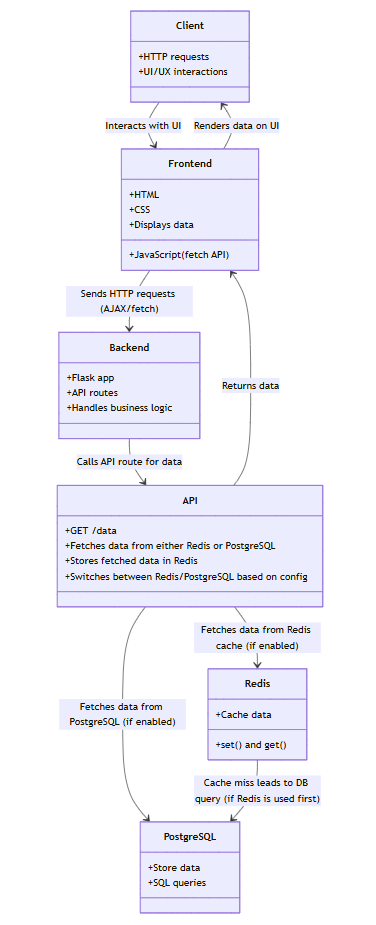 Client
+HTTP requests
+UI/UX interactions
Interacts with UI
Renders data on UI
Frontend
+HTML
+CSS
+Displays data
+JavaScript(fetch API)
Sends HTTP requests
(AJAX/fetch)
Backend
+Flask app
+API routes
+Handles business logic
Returns data
Calls API route for data
API
+GET /data
+Fetches data from either Redis or PostgreSQL
+Stores fetched data in Redis
+Switches between Redis/PostgreSQL based on config
Fetches data from Redis
cache (if enabled)
Redis
+Cache data
+set() and get()
Fetches data from
PostgreSQL (if enabled)
Cache miss leads to DB
query (if Redis is used first)
PostgreSQL
+Store data
+SQL queries